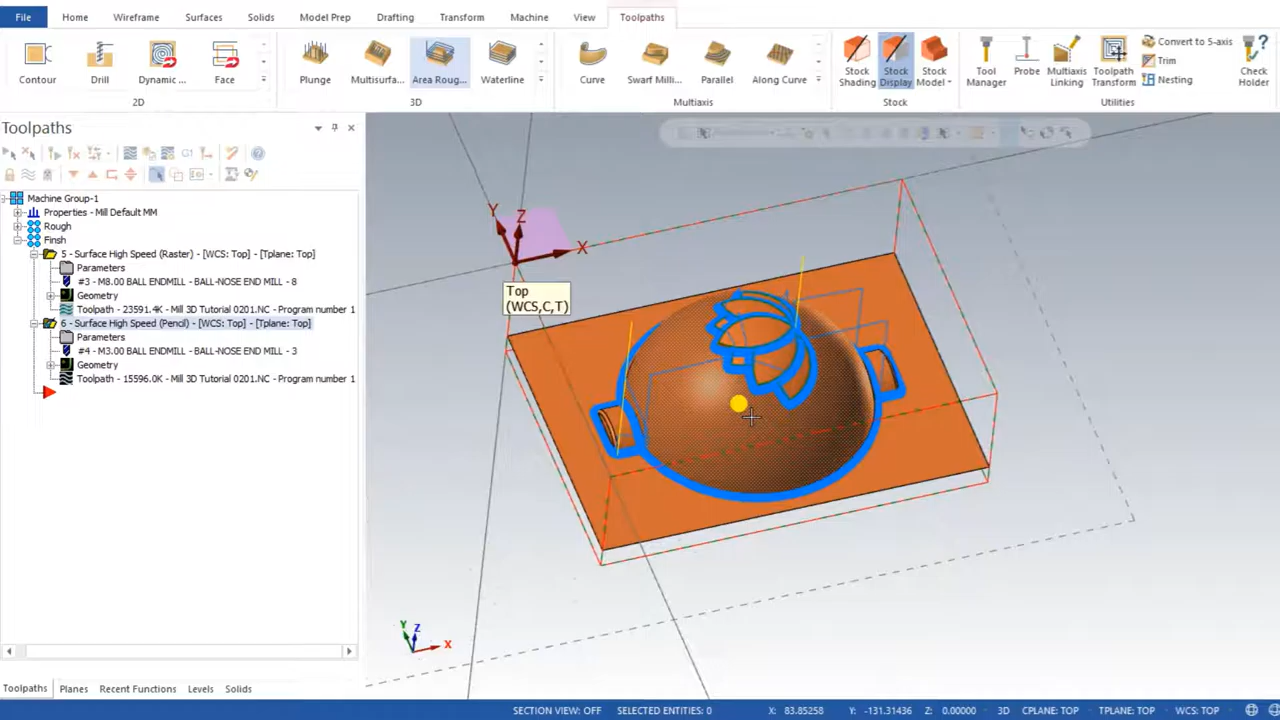 File Home Wireframe Surfaces Solids Model Prep Drafting Transform Machine View Toolpaths
Contour Drill Dynamic ... Face Plunge Multisurfa... Area Roug... Waterline Curve Swarf Milli... Parallel Along Curve Stock Shading Stock Display Stock Model Tool Manager Probe Multiaxis Linking Toolpath Transform Convert to 5-axis Trim Nesting Check Holder
2D 3D Multiaxis Stock Utilities
Toolpaths
G1
Machine Group-1
Properties - Mill Default MM
Rough
Finsh
5 - Surface High Speed (Raster) - [WCS: Top] - [Tplane: Top]
Parameters
#3 - M8.00 BALL ENDMILL - BALL-NOSE END MILL - 8
Geometry
Toolpath - 23591.4K - Mill 3D Tutorial 0201.NC - Program number 1
6 - Surface High Speed (Pencil) - [WCS: Top] - [Tplane: Top]
Parameters
#4 - M3.00 BALL ENDMILL - BALL-NOSE END MILL - 3
Geometry
Toolpath - 15596.0K - Mill 3D Tutorial 0201.NC - Program number 1
Y Z X
Top
(WCS,C,T)
Y Z X
Toolpaths Planes Recent Functions Levels Solids
SECTION VIEW: OFF SELECTED ENTITIES: 0 X: 83.85258 Y: -131.31436 Z: 0.00000 3D CPLANE: TOP TPLANE: TOP WCS: TOP